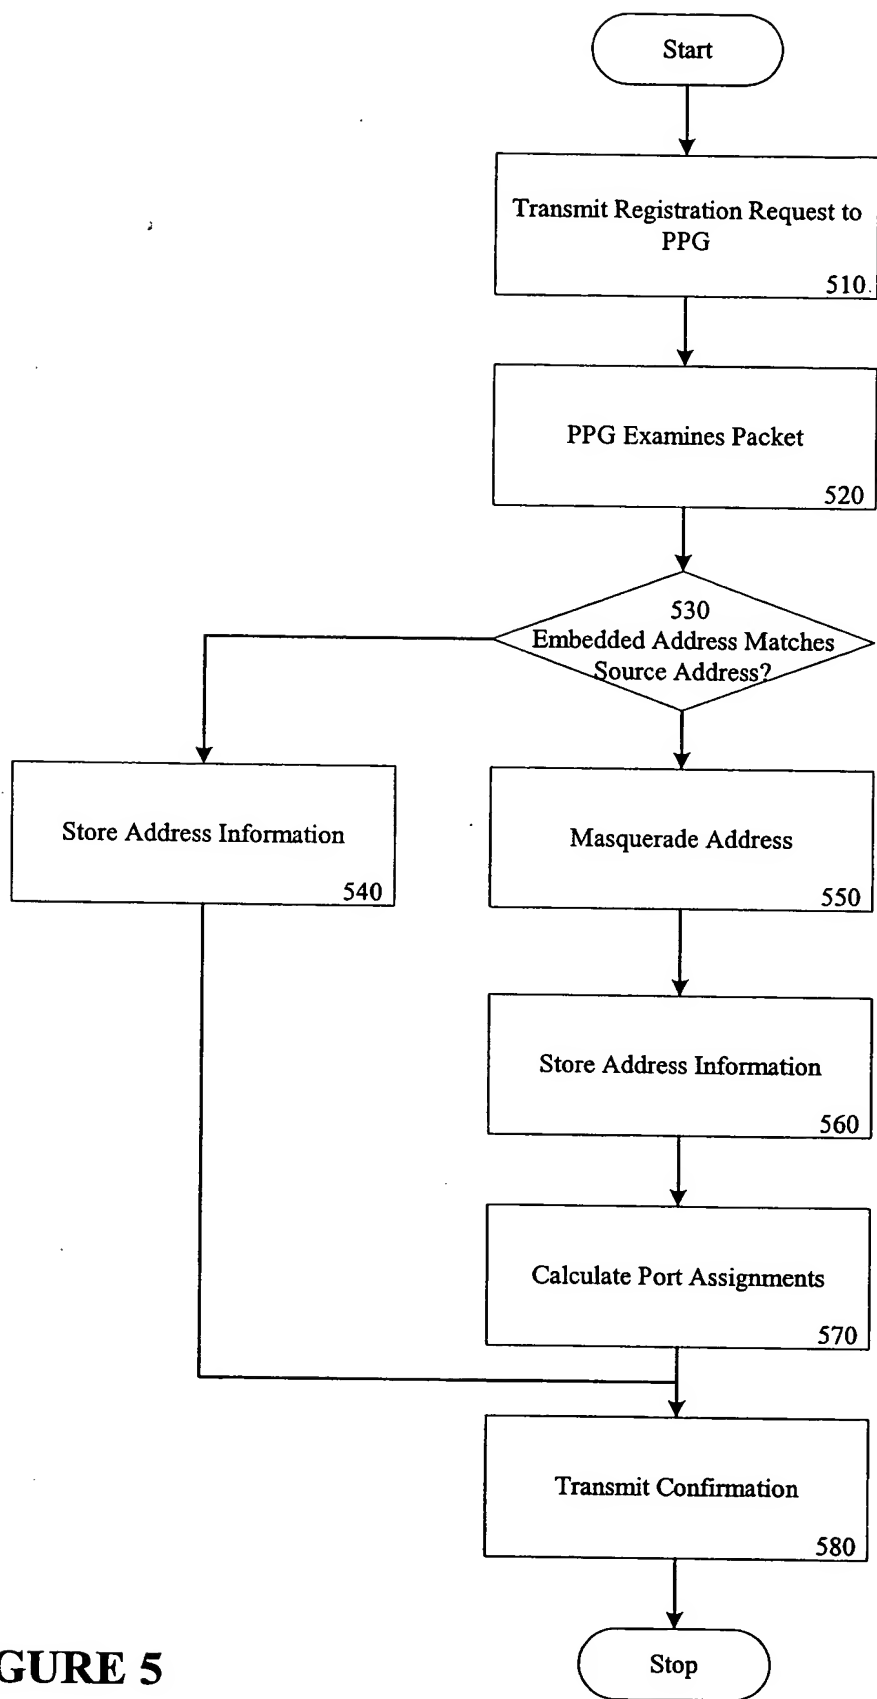 Start
Transmit Registration Request to
PPG
510
PPG Examines Packet
520
530
Embedded Address Matches
Source Address?
Store Address Information
540
Masquerade Address
550
Store Address Information
560
Calculate Port Assignments
570
Transmit Confirmation
580
Stop
GURE 5